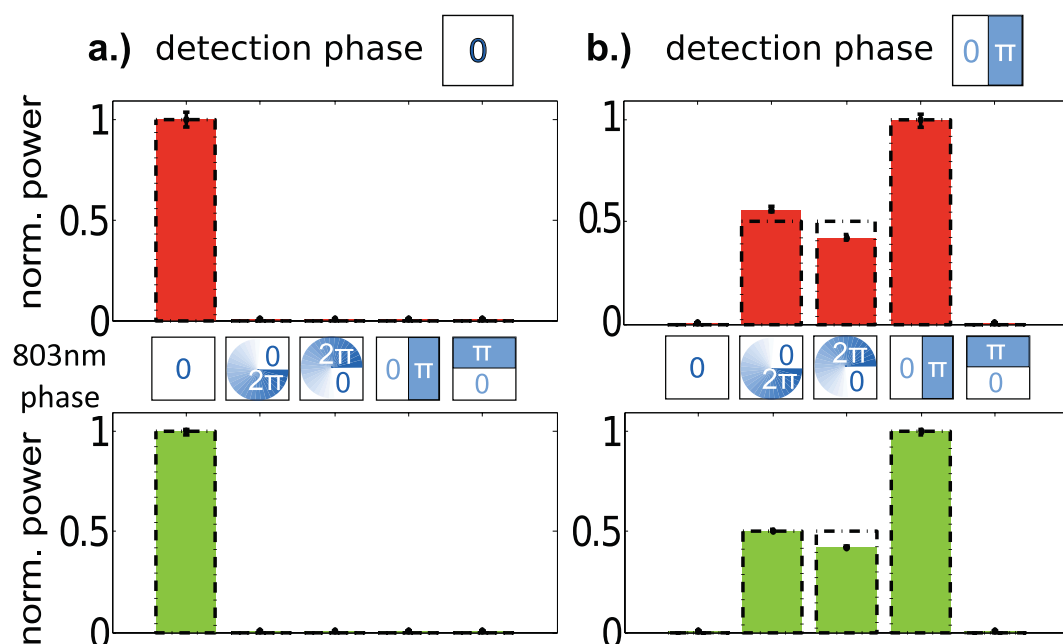 a.) detection phase 0
b.) detection phase 0 π
norm. power
1
0.5
0
1
0.5
0
803nm
phase
0
0
2π
2π
0
0 π
π
0
0
0
2π
2π
0
0 π
π
0
norm. power
1
0.5
0
1
0.5
0